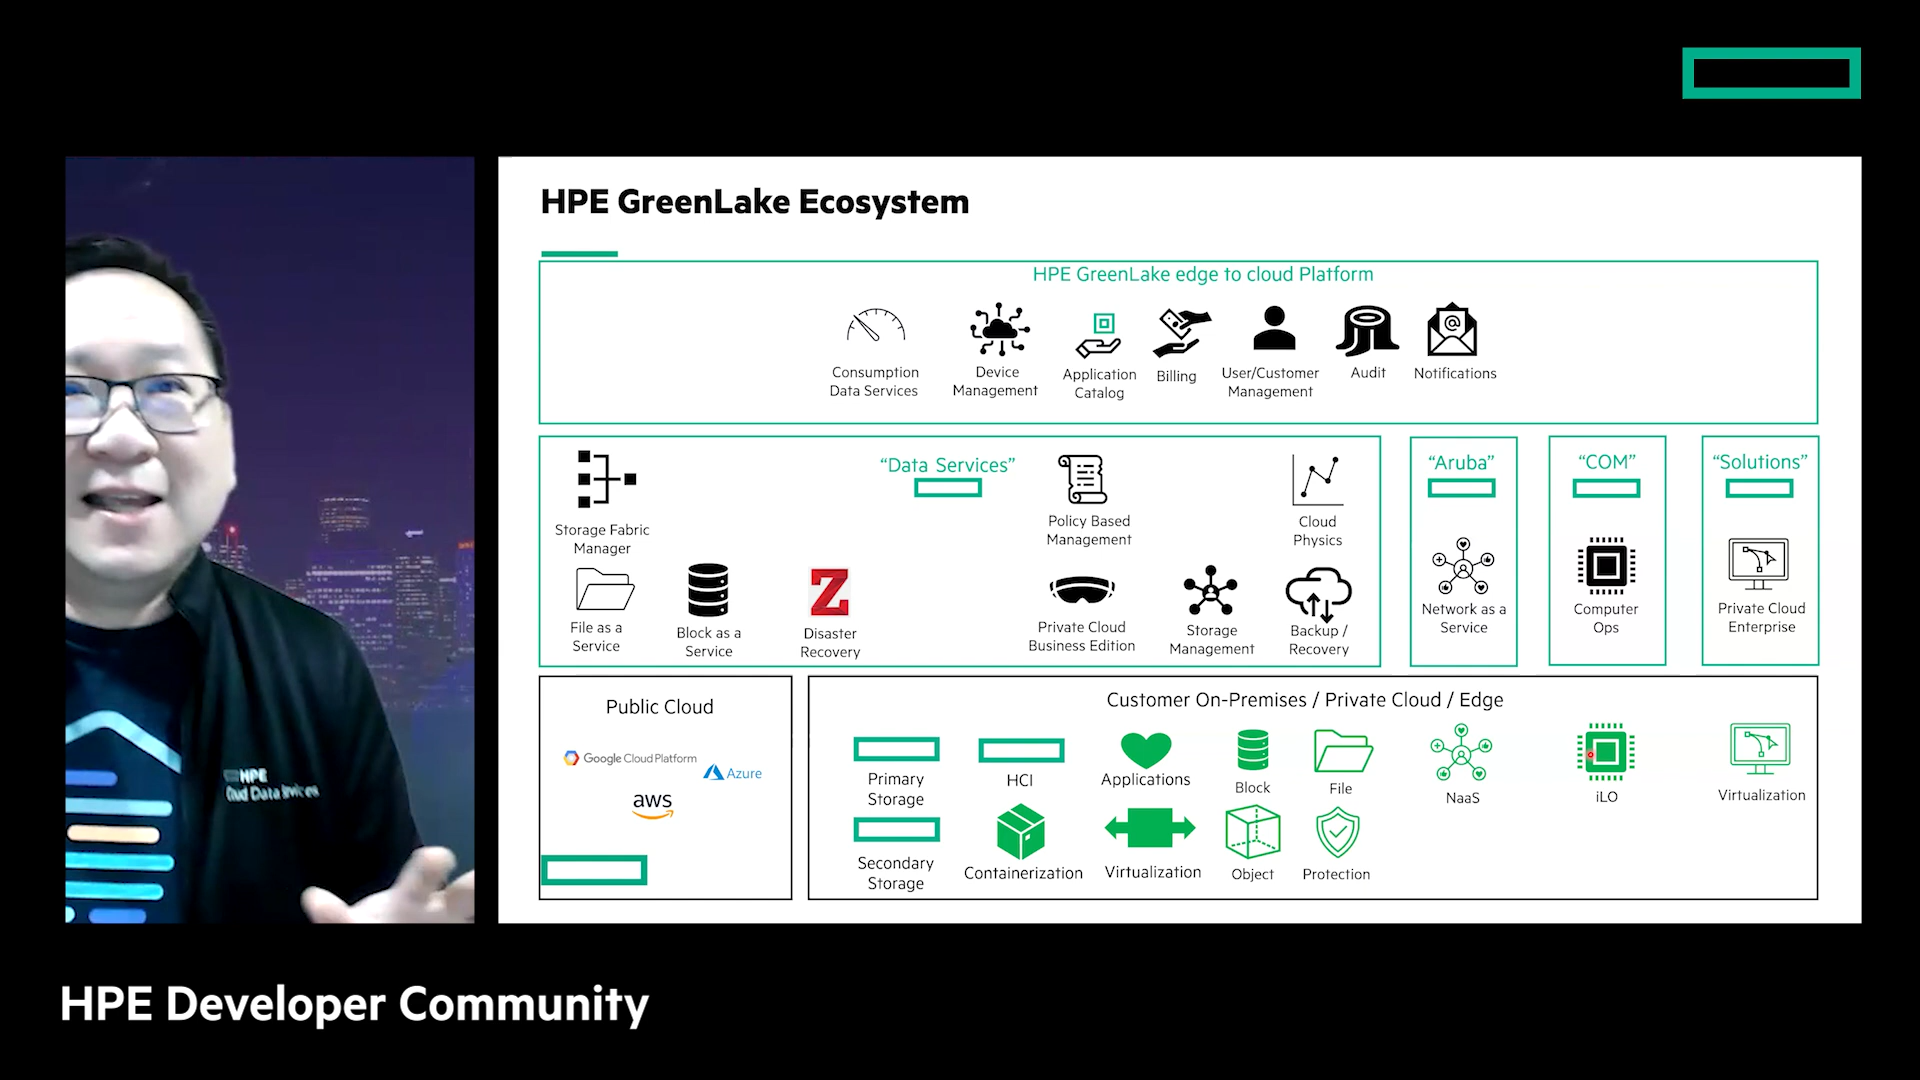 HPE GreenLake Ecosystem
HPE GreenLake edge to cloud Platform
Consumption
Data Services
Device
Management
Application
Catalog
Billing
User/Customer
Management
Audit
@
Notifications
Storage Fabric
Manager
“Data Services”
Policy Based
Management
Cloud
Physics
File as a
Service
Block as a
Service
Z
Disaster
Recovery
Private Cloud
Business Edition
Storage
Management
Backup /
Recovery
“Aruba”
Network as a
Service
“COM”
Computer
Ops
“Solutions”
Private Cloud
Enterprise
Public Cloud
Google Cloud Platform
Azure
aws
Customer On-Premises / Private Cloud / Edge
Primary
Storage
HCI
Applications
Block
File
NaaS
iLO
Virtualization
Secondary
Storage
Containerization
Virtualization
Object
Protection
HPE
Cloud Data Services
HPE Developer Community